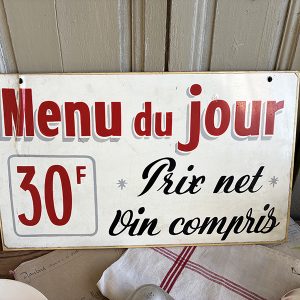 Menu du jour
30F
* Prix net *
vin compris